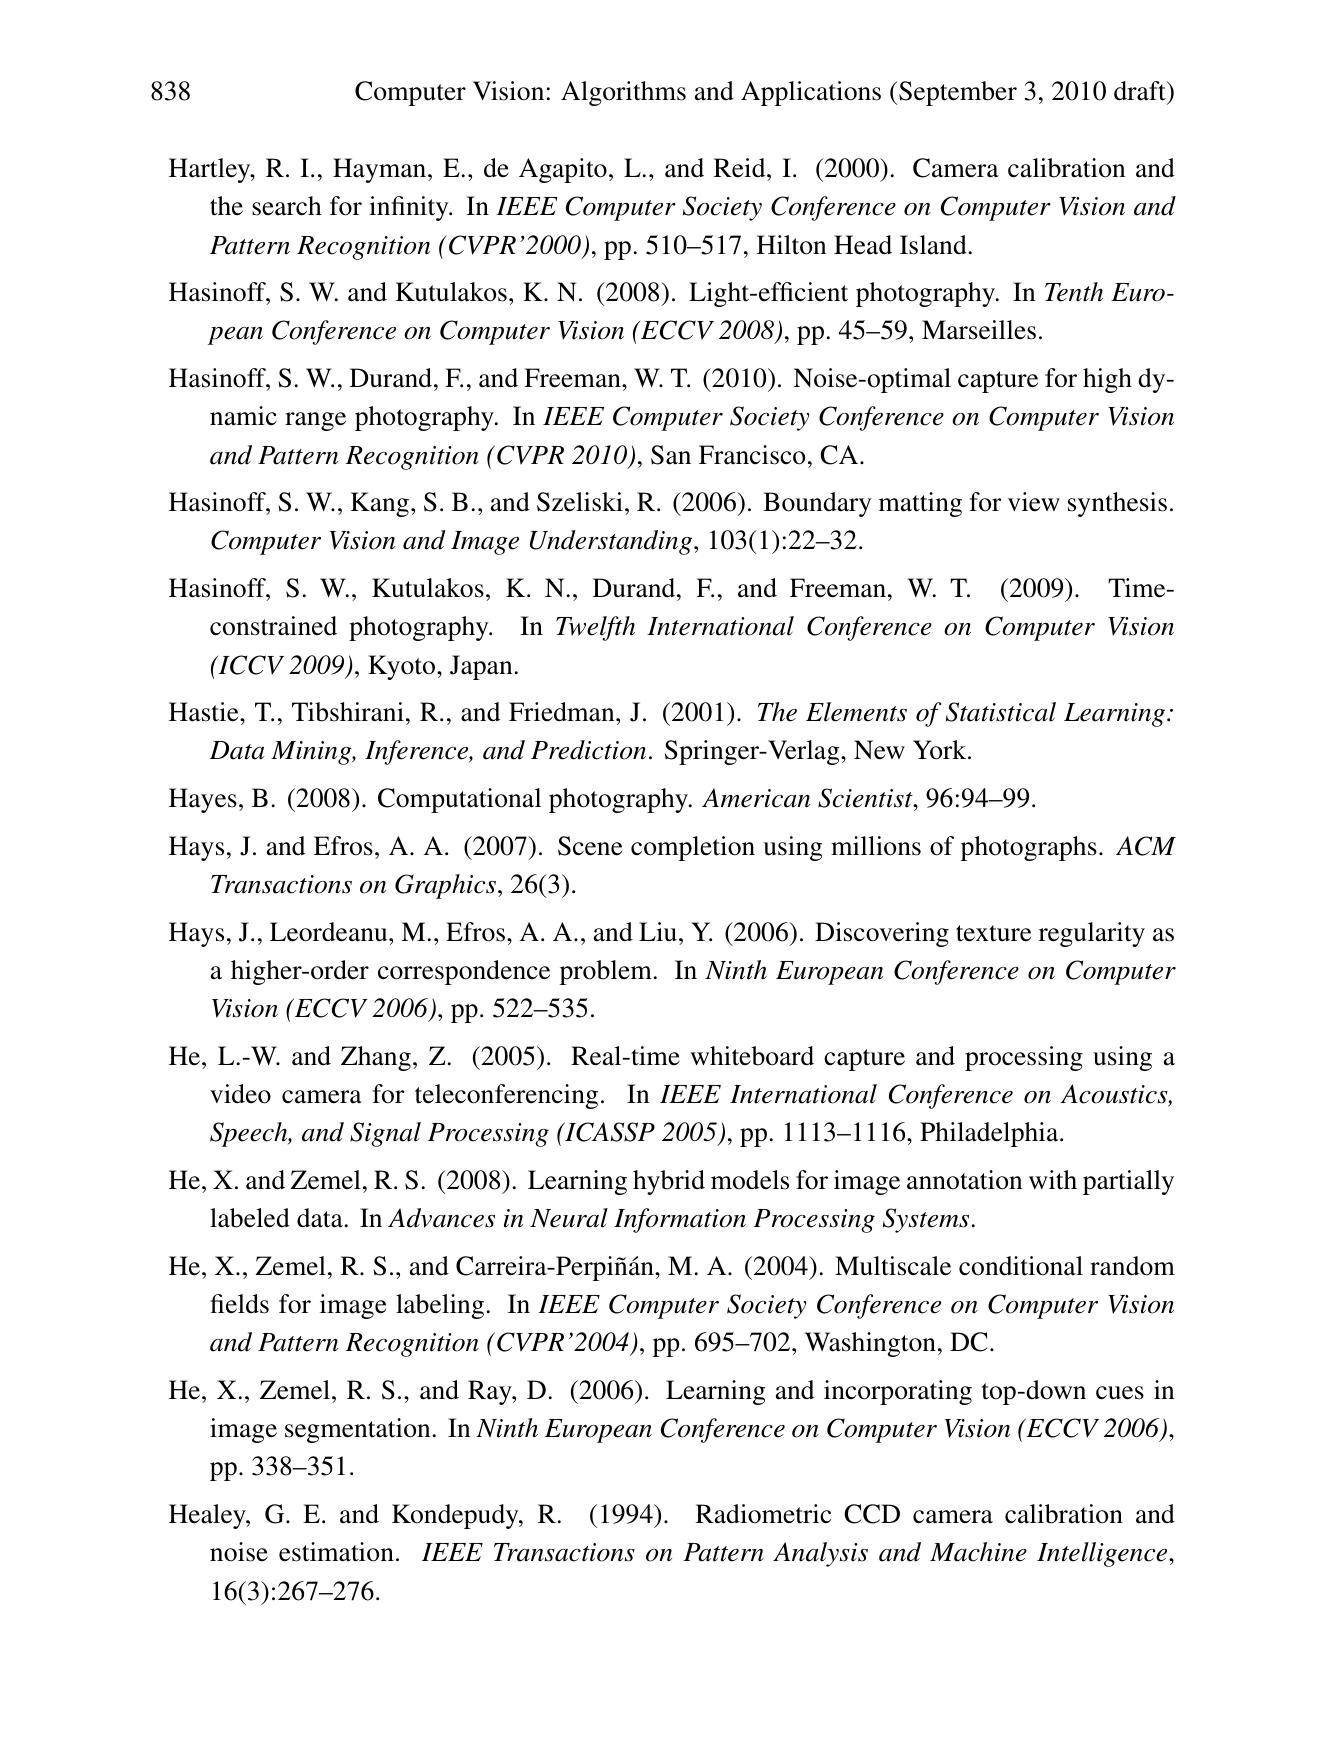 838 Computer Vision: Algorithms and Applications (September 3, 2010 draft)
Hartley, R. I., Hayman, E., de Agapito, L., and Reid, I. (2000). Camera calibration and
the search for infinity. In IEEE Computer Society Conference on Computer Vision and
Pattern Recognition (CVPR’2000), pp. 510–517, Hilton Head Island.
Hasinoff, S. W. and Kutulakos, K. N. (2008). Light-efficient photography. In Tenth Euro-
pean Conference on Computer Vision (ECCV 2008), pp. 45–59, Marseilles.
Hasinoff, S. W., Durand, F., and Freeman, W. T. (2010). Noise-optimal capture for high dy-
namic range photography. In IEEE Computer Society Conference on Computer Vision
and Pattern Recognition (CVPR 2010), San Francisco, CA.
Hasinoff, S. W., Kang, S. B., and Szeliski, R. (2006). Boundary matting for view synthesis.
Computer Vision and Image Understanding, 103(1):22–32.
Hasinoff, S. W., Kutulakos, K. N., Durand, F., and Freeman, W. T. (2009). Time-
constrained photography. In Twelfth International Conference on Computer Vision
(ICCV 2009), Kyoto, Japan.
Hastie, T., Tibshirani, R., and Friedman, J. (2001). The Elements of Statistical Learning:
Data Mining, Inference, and Prediction. Springer-Verlag, New York.
Hayes, B. (2008). Computational photography. American Scientist, 96:94–99.
Hays, J. and Efros, A. A. (2007). Scene completion using millions of photographs. ACM
Transactions on Graphics, 26(3).
Hays, J., Leordeanu, M., Efros, A. A., and Liu, Y. (2006). Discovering texture regularity as
a higher-order correspondence problem. In Ninth European Conference on Computer
Vision (ECCV 2006), pp. 522–535.
He, L.-W. and Zhang, Z. (2005). Real-time whiteboard capture and processing using a
video camera for teleconferencing. In IEEE International Conference on Acoustics,
Speech, and Signal Processing (ICASSP 2005), pp. 1113–1116, Philadelphia.
He, X. and Zemel, R. S. (2008). Learning hybrid models for image annotation with partially
labeled data. In Advances in Neural Information Processing Systems.
He, X., Zemel, R. S., and Carreira-Perpiñán, M. A. (2004). Multiscale conditional random
fields for image labeling. In IEEE Computer Society Conference on Computer Vision
and Pattern Recognition (CVPR’2004), pp. 695–702, Washington, DC.
He, X., Zemel, R. S., and Ray, D. (2006). Learning and incorporating top-down cues in
image segmentation. In Ninth European Conference on Computer Vision (ECCV 2006),
pp. 338–351.
Healey, G. E. and Kondepudy, R. (1994). Radiometric CCD camera calibration and
noise estimation. IEEE Transactions on Pattern Analysis and Machine Intelligence,
16(3):267–276.